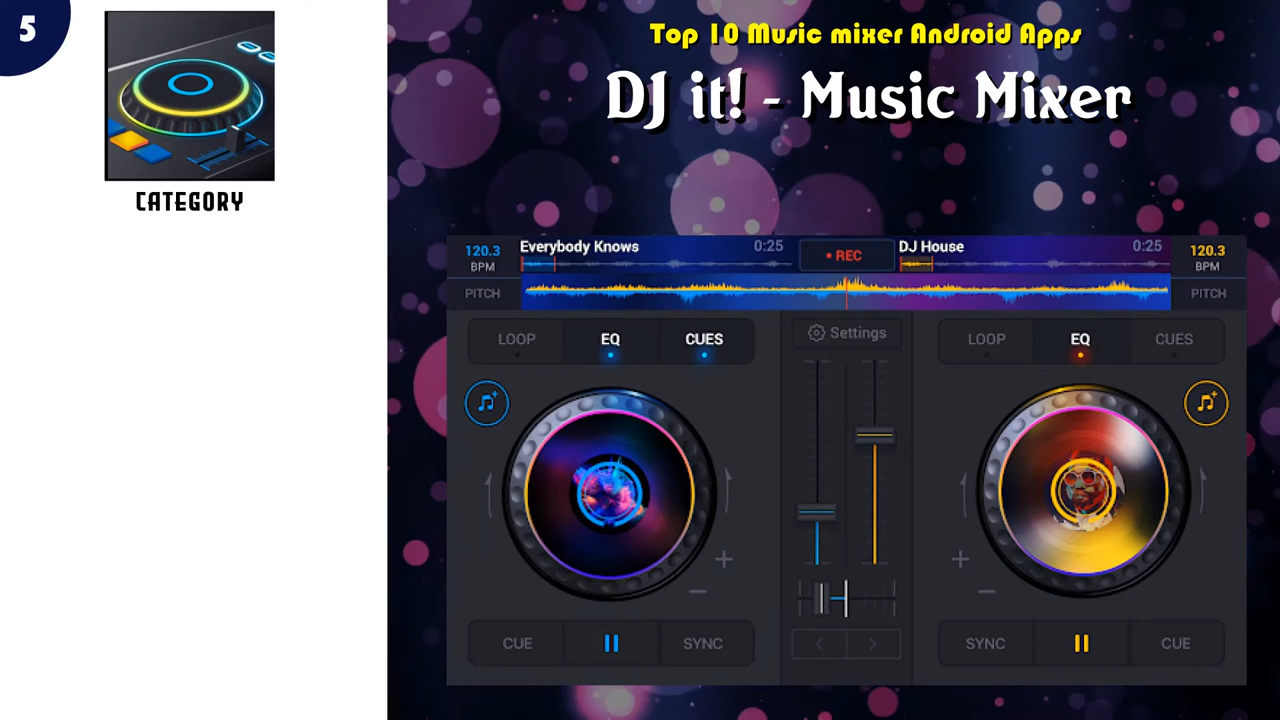 5
CATEGORY
Top 10 Music mixer Android Apps
DJ it! - Music Mixer
120.3 Everybody Knows 0:25 • REC DJ House 0:25 120.3
BPM BPM
PITCH PITCH
LOOP EQ CUES Settings LOOP EQ CUES
CUE SYNC SYNC CUE